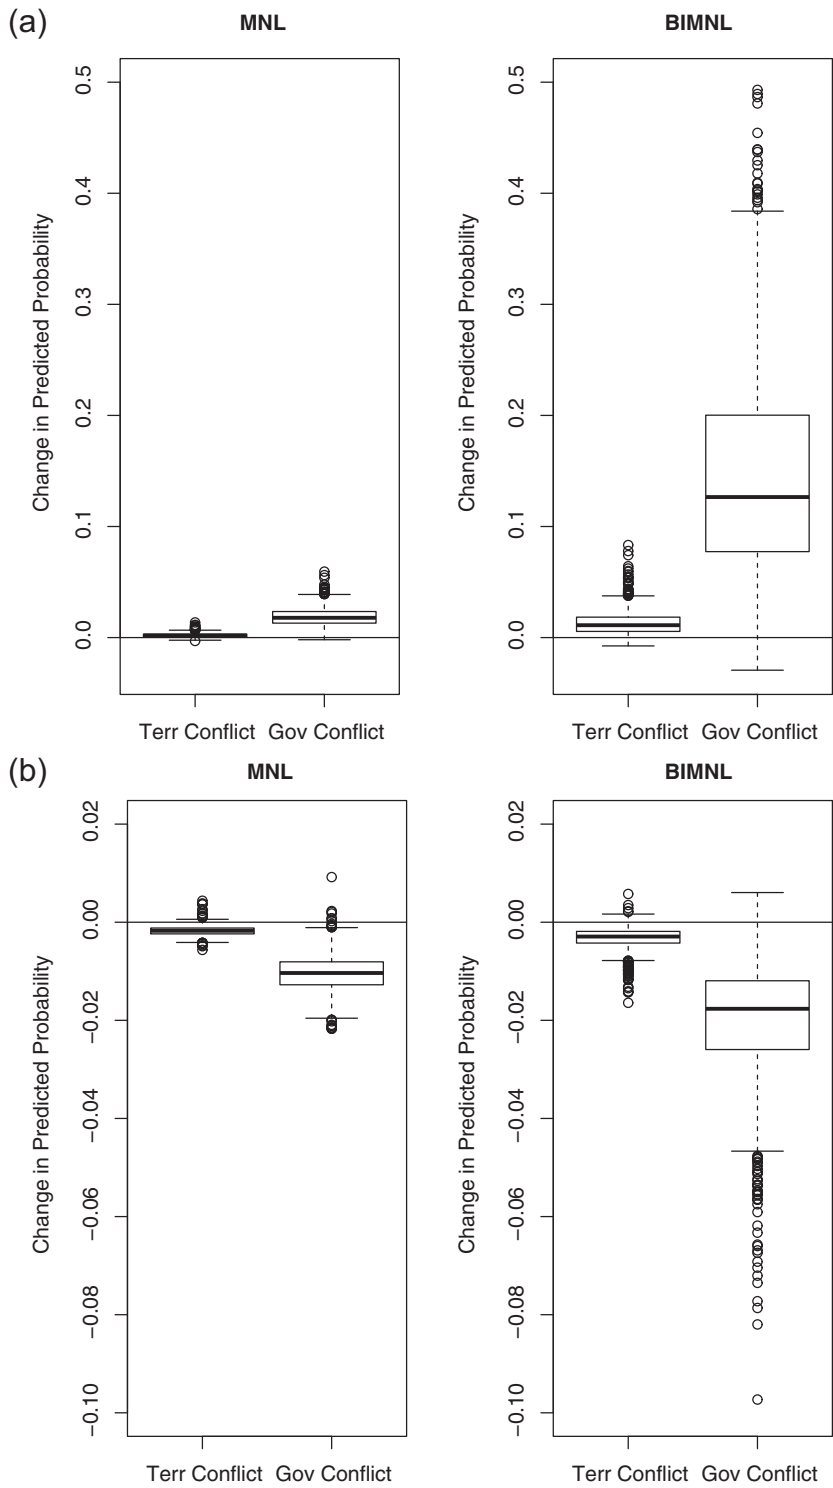 (a)
MNL
BIMNL
Change in Predicted Probability
0.5
0.4
0.3
0.2
0.1
0.0
Terr Conflict Gov Conflict
Change in Predicted Probability
0.5
0.4
0.3
0.2
0.1
0.0
Terr Conflict Gov Conflict
(b)
MNL
BIMNL
Change in Predicted Probability
0.02
0.00
−0.02
−0.04
−0.06
−0.08
−0.10
Terr Conflict Gov Conflict
Change in Predicted Probability
0.02
0.00
−0.02
−0.04
−0.06
−0.08
−0.10
Terr Conflict Gov Conflict